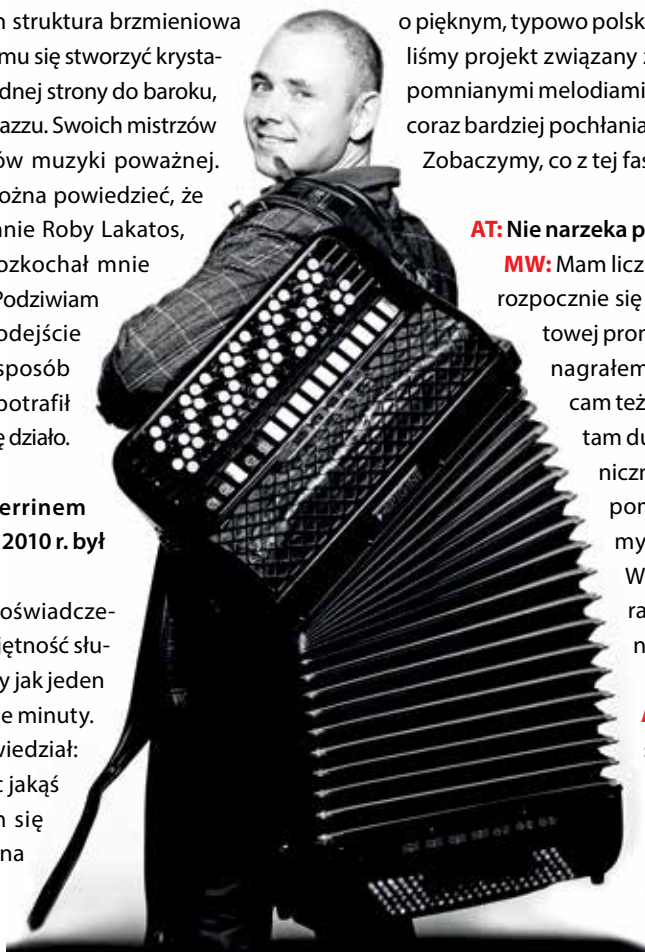 n struktura brzmieniowa
mu się stworzyć krysta-
dnej strony do baroku,
azzu. Swoich mistrzów
ów muzyki poważnej.
ożna powiedzieć, że
anie Roby Lakatos,
ozkochał mnie
Podziwiam
odejście
sposób
potrafił
ę działo.
errinem
2010 r. był
oświadcze-
iętność słu-
y jak jeden
e minuty.
wiedział:
c jakąś
n się
na
o pięknym, typowo polsk
liśmy projekt związany z
pomnianymi melodiami
coraz bardziej pochłania
Zobaczymy, co z tej fas
AT: Nie narzeka p
MW: Mam licz
rozpocznie się
towej prom
nagrałem
cam też
tam du
niczn
pon
my
W
ra
n
s